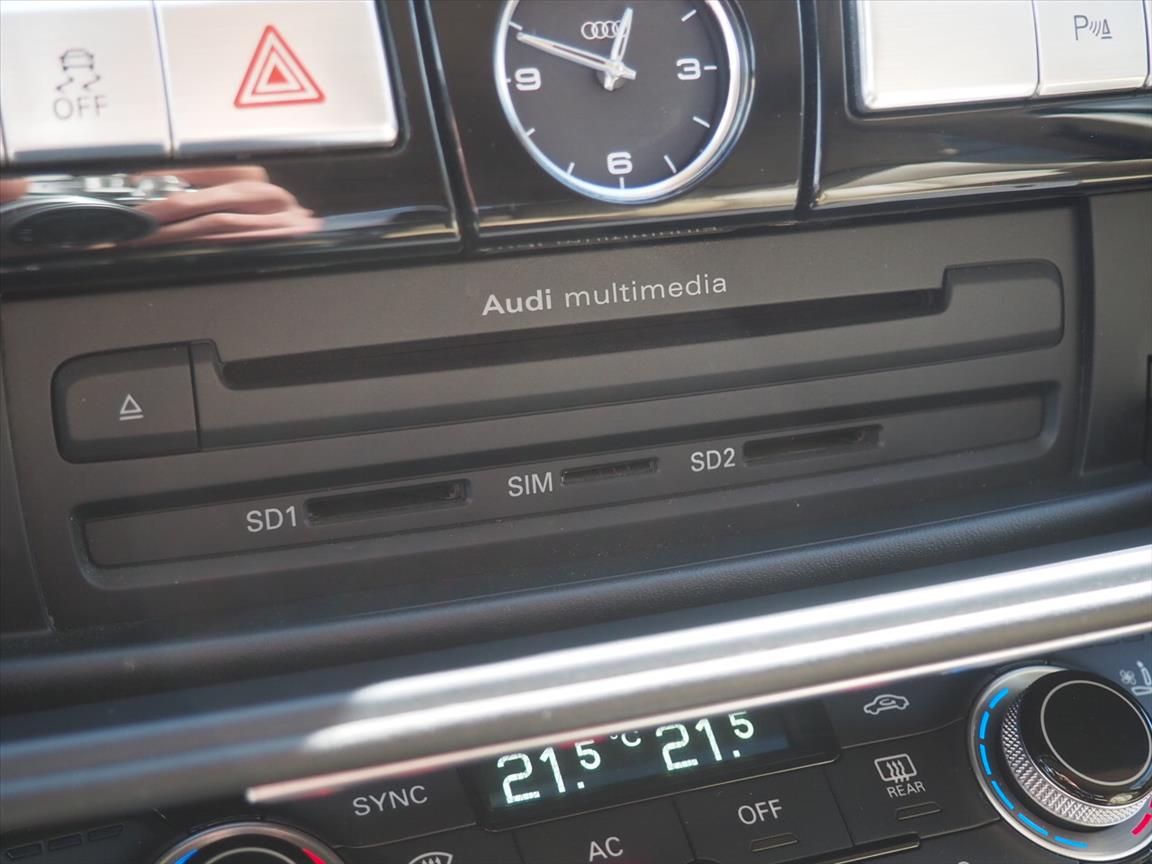 OFF
9
3
6
P
Audi multimedia
SD1
SIM
SD2
21.5 °C 21.5
SYNC
AC
OFF
REAR